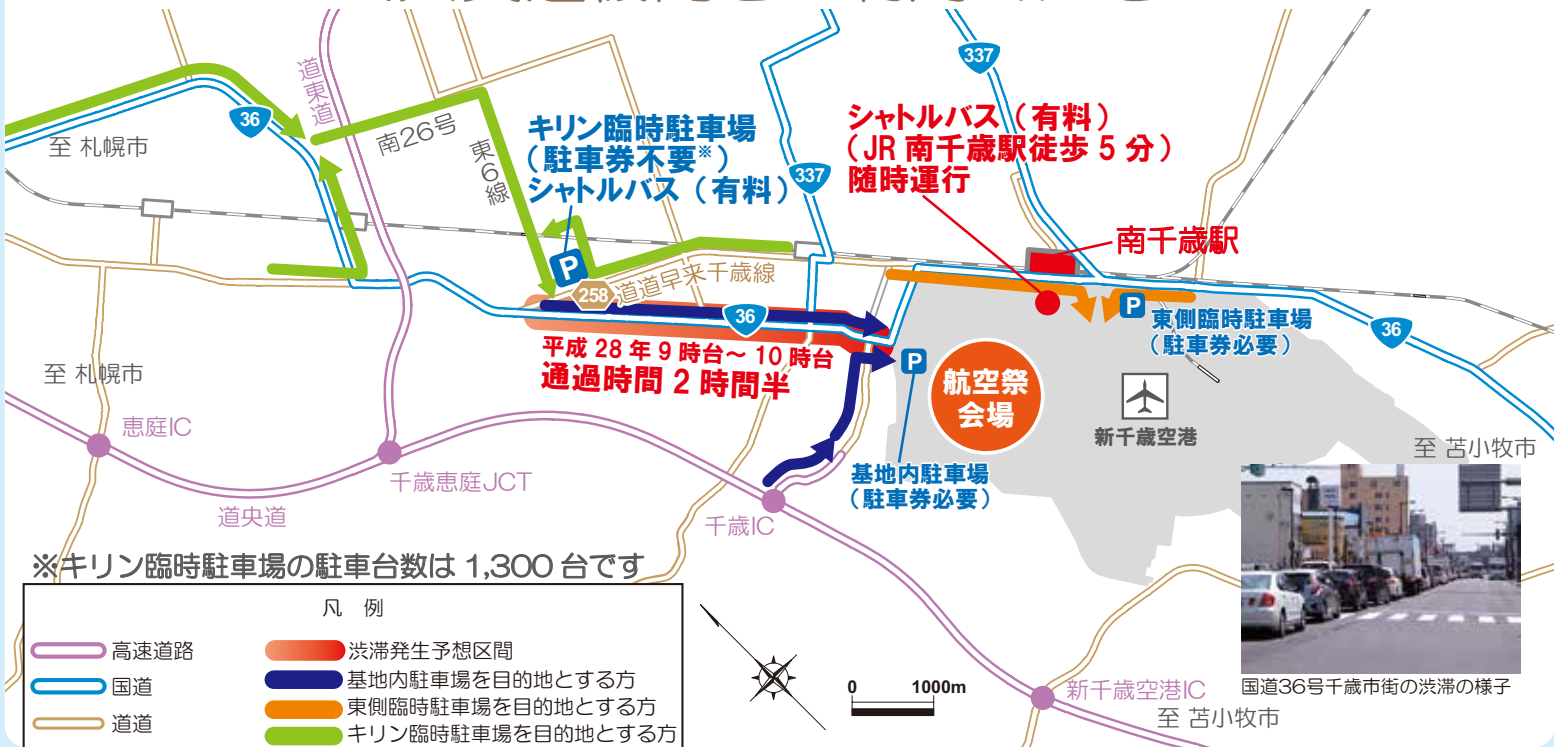 36
道東道
337
至 札幌市
南26号
東6線
キリン臨時駐車場
（駐車券不要※）
シャトルバス（有料）
337
シャトルバス（有料）
（JR 南千歳駅徒歩 5 分）
随時運行
南千歳駅
P
258
道道早来千歳線
36
P
東側臨時駐車場
（駐車券必要）
36
平成 28 年 9 時台～ 10 時台
通過時間 2 時間半
P
航空祭
会場
新千歳空港
至 札幌市
恵庭IC
千歳恵庭JCT
道央道
千歳IC
基地内駐車場
（駐車券必要）
至 苫小牧市
※キリン臨時駐車場の駐車台数は 1,300 台です
凡 例
高速道路
国道
道道
渋滞発生予想区間
基地内駐車場を目的地とする方
東側臨時駐車場を目的地とする方
キリン臨時駐車場を目的地とする方
0 1000m
新千歳空港IC
至 苫小牧市
国道36号千歳市街の渋滞の様子